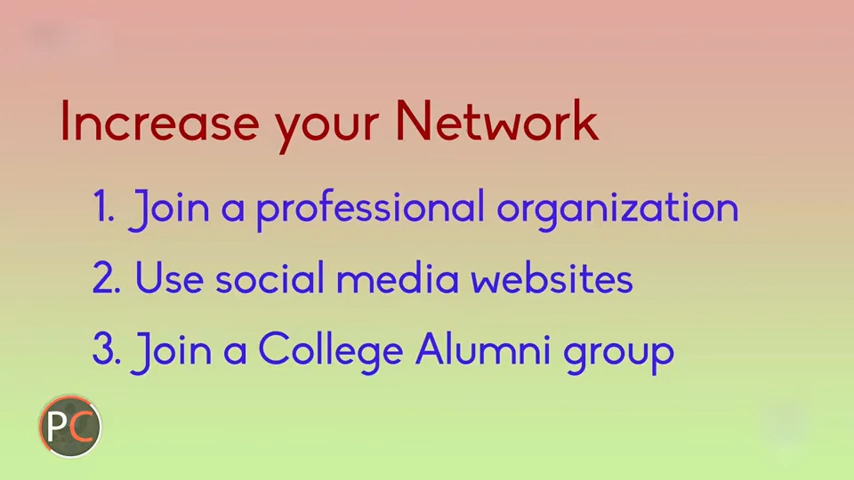 Increase your Network
1. Join a professional organization
2. Use social media websites
3. Join a College Alumni group
PC